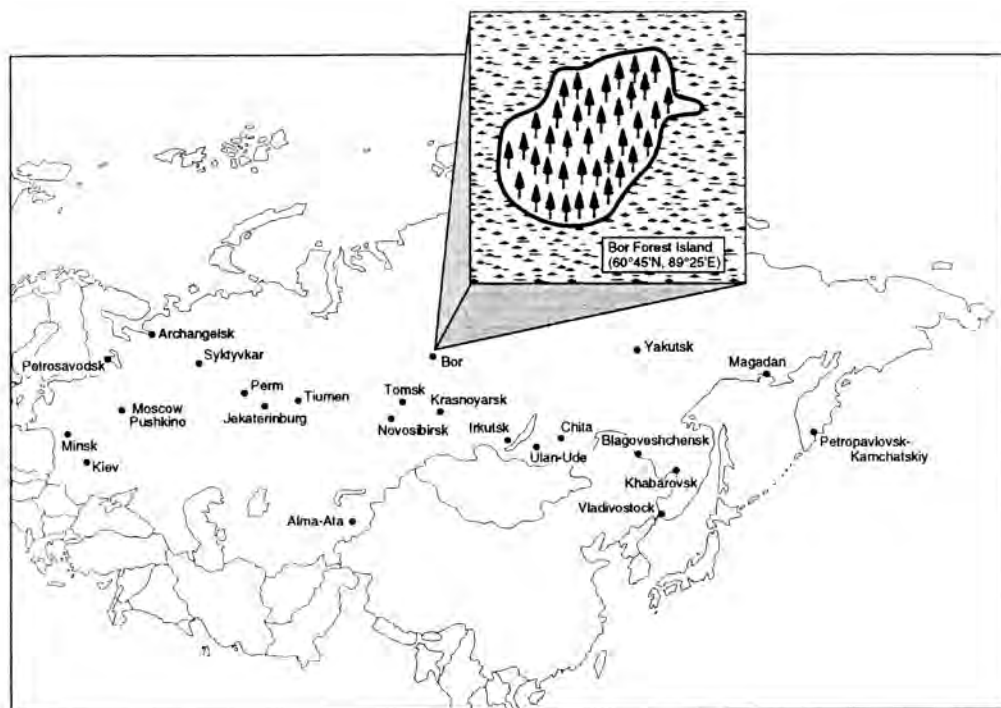 Bor Forest Island
(60°45'N, 89°25'E)
Archangelsk
Petrosavodsk
Syktyvkar
Bor
Yakutsk
Magadan
Perm
Tiumen
Jekaterinburg
Moscow
Pushkino
Tomsk
Krasnoyarsk
Novosibirsk
Irkutsk
Chita
Ulan-Ude
Blagoveshchensk
Petropavlovsk-
Kamchatskiy
Minsk
Kiev
Khabarovsk
Vladivostock
Alma-Ata